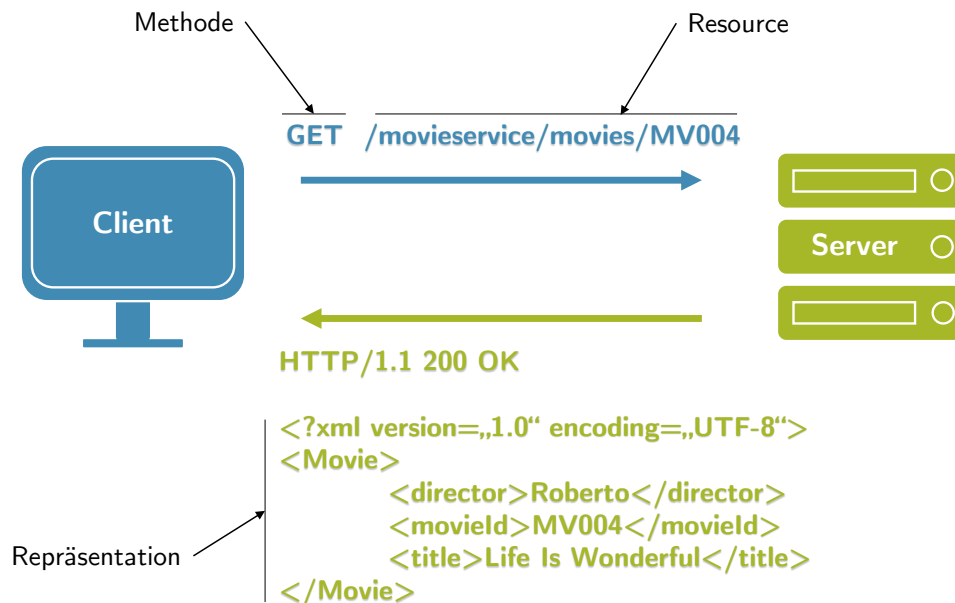 Methode
Resource
GET /movieservice/movies/MV004
Client
Server
HTTP/1.1 200 OK
<?xml version=„1.0“ encoding=„UTF-8“>
<Movie>
<director>Roberto</director>
<movieId>MV004</movieId>
<title>Life Is Wonderful</title>
</Movie>
Repräsentation